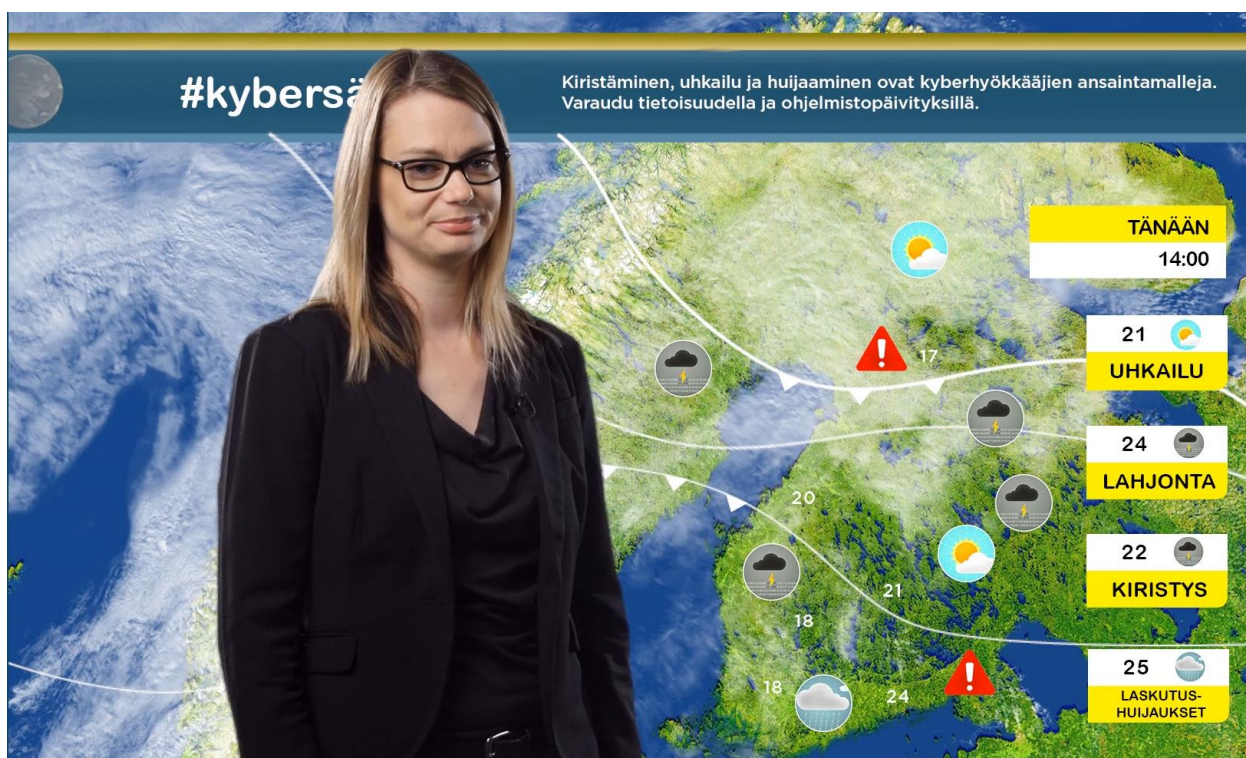 #kybersä
Kiristäminen, uhkailu ja huijaaminen ovat kyberhyökkääjien ansaintamalleja.
Varaudu tietoisuudella ja ohjelmistopäivityksillä.
TÄNÄÄN
14:00
21
UHKAILU
17
24
LAHJONTA
20
22
KIRISTYS
21
18
25
LASKUTUS-
HUIJAUKSET
18
24